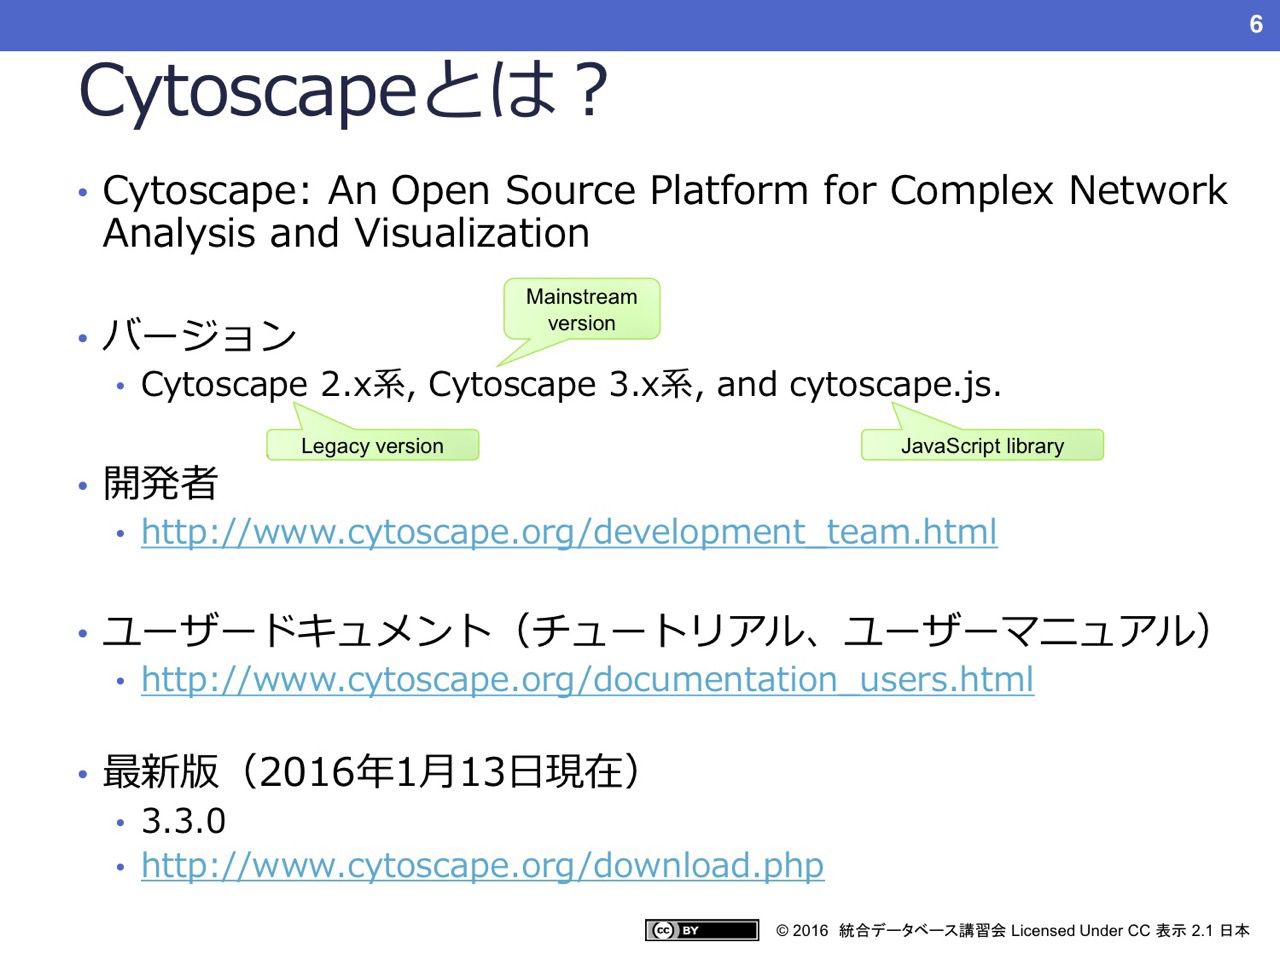 6
Cytoscapeとは？
• Cytoscape: An Open Source Platform for Complex Network
Analysis and Visualization
Mainstream
version
• バージョン
• Cytoscape 2.x系, Cytoscape 3.x系, and cytoscape.js.
Legacy version
JavaScript library
• 開発者
• http://www.cytoscape.org/development_team.html
• ユーザードキュメント（チュートリアル、ユーザーマニュアル）
• http://www.cytoscape.org/documentation_users.html
• 最新版（2016年1月13日現在）
• 3.3.0
• http://www.cytoscape.org/download.php
cc BY
© 2016 統合データベース講習会 Licensed Under CC 表示 2.1 日本